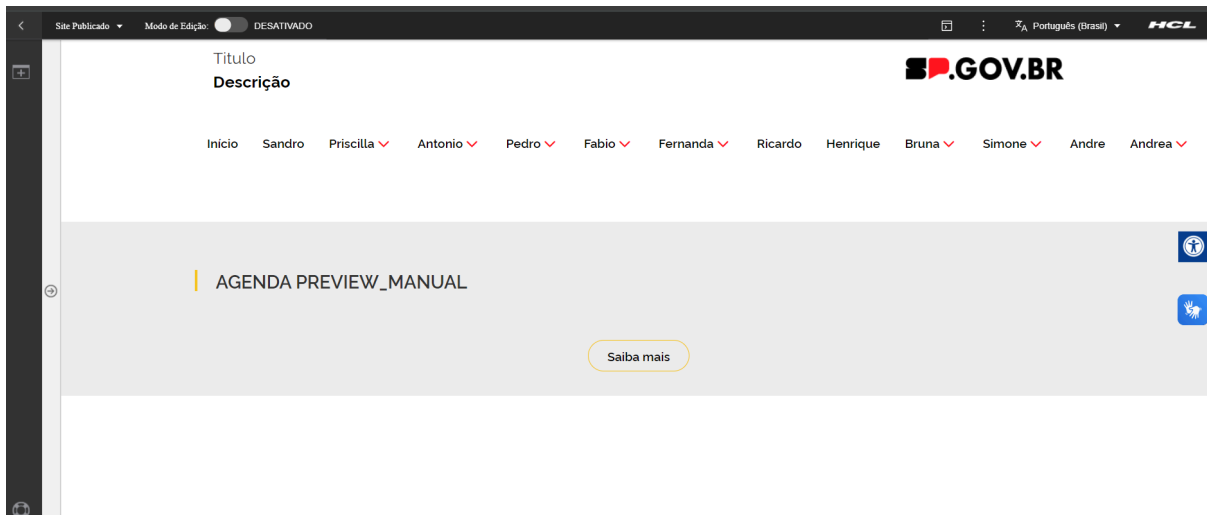 Site Publicado
Modo de Edição: DESATIVADO
Português (Brasil)
HCL
Titulo
Descrição
SP.GOV.BR
Início Sandro Priscilla Antonio Pedro Fabio Fernanda Ricardo Henrique Bruna Simone Andre Andrea
AGENDA PREVIEW_MANUAL
Saiba mais